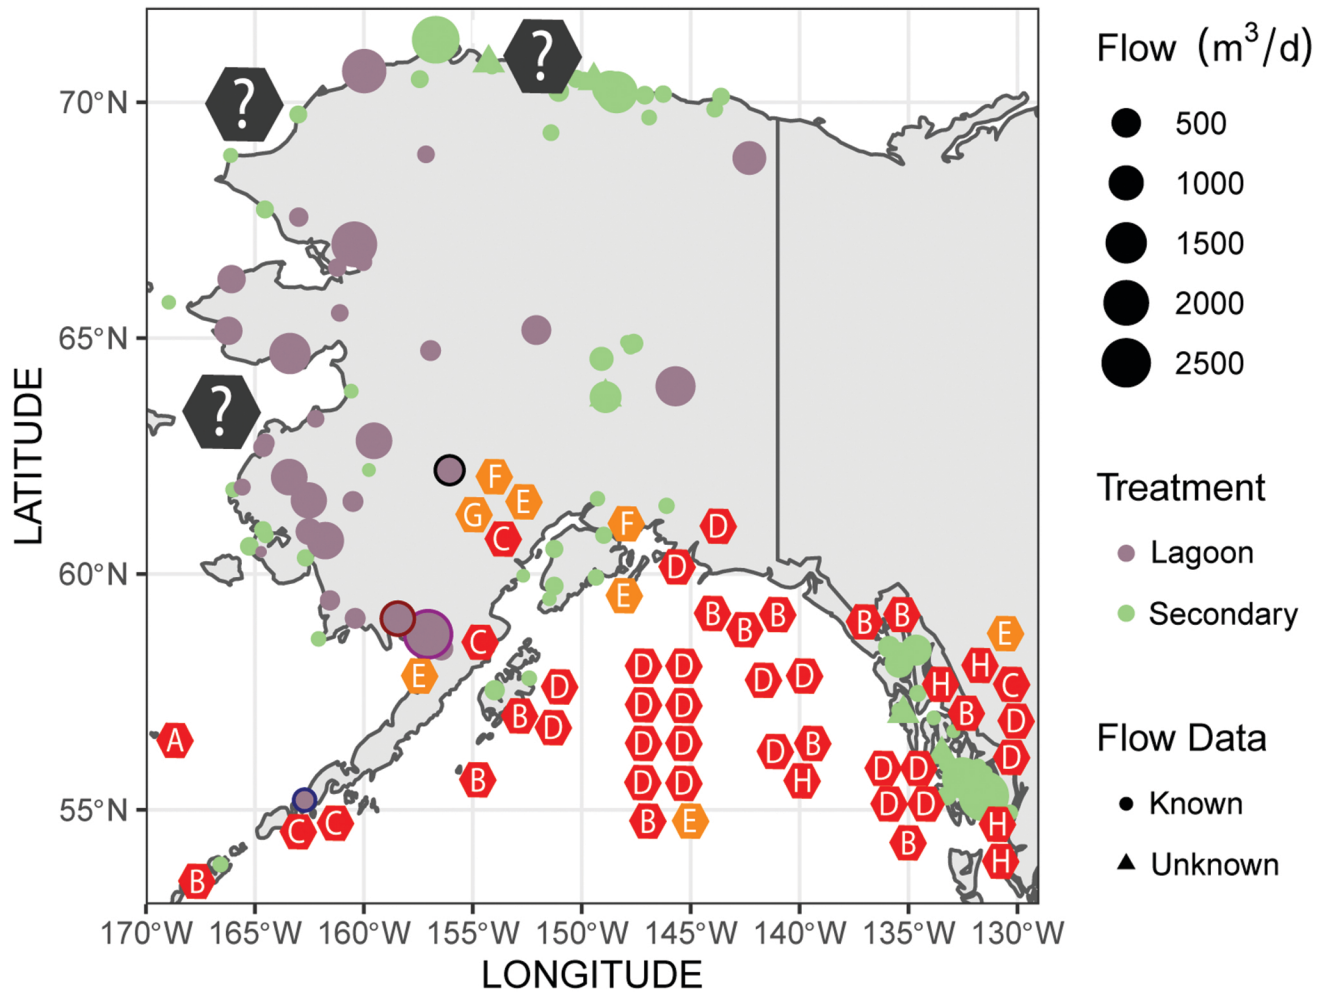 Flow (m³/d)
500
1000
1500
2000
2500
Treatment
Lagoon
Secondary
Flow Data
Known
Unknown
LATITUDE
70°N
65°N
60°N
55°N
? ?
?
F
G E
C F D
D
E
B B B B B
B
C E
E H
D D H C
D D D D
D B D B D
B D D D
D D D B D
B D D H D D
D D
C C B E H
B
B H
A
170°W 165°W 160°W 155°W 150°W 145°W 140°W 135°W 130°W
LONGITUDE